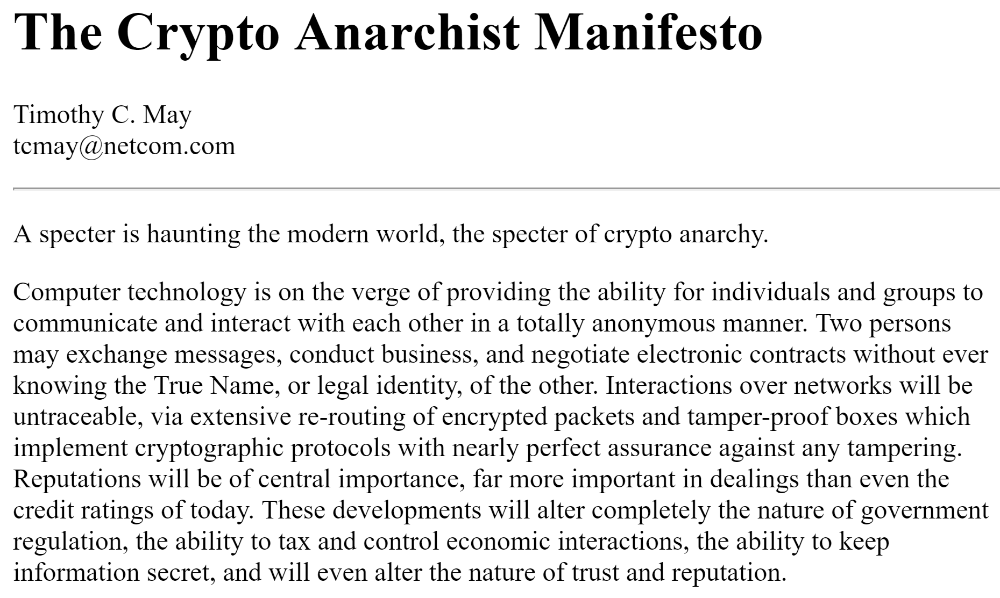 The Crypto Anarchist Manifesto
Timothy C. May
tcmay@netcom.com
A specter is haunting the modern world, the specter of crypto anarchy.
Computer technology is on the verge of providing the ability for individuals and groups to
communicate and interact with each other in a totally anonymous manner. Two persons
may exchange messages, conduct business, and negotiate electronic contracts without ever
knowing the True Name, or legal identity, of the other. Interactions over networks will be
untraceable, via extensive re-routing of encrypted packets and tamper-proof boxes which
implement cryptographic protocols with nearly perfect assurance against any tampering.
Reputations will be of central importance, far more important in dealings than even the
credit ratings of today. These developments will alter completely the nature of government
regulation, the ability to tax and control economic interactions, the ability to keep
information secret, and will even alter the nature of trust and reputation.